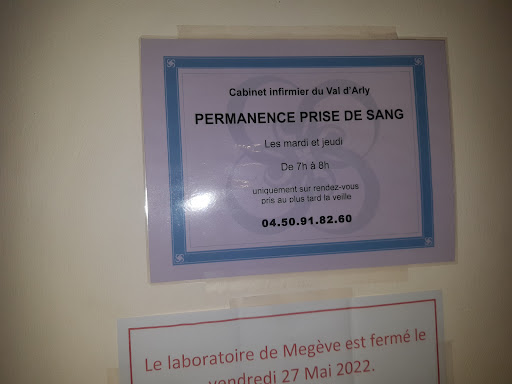 Cabinet infirmier du Val d'Arly
PERMANENCE PRISE DE SANG
Les mardi et jeudi
De 7h à 8h
uniquement sur rendez-vous
pris au plus tard la veille
04.50.91.82.60
Le laboratoire de Megève est fermé le
vendredi 27 Mai 2022.